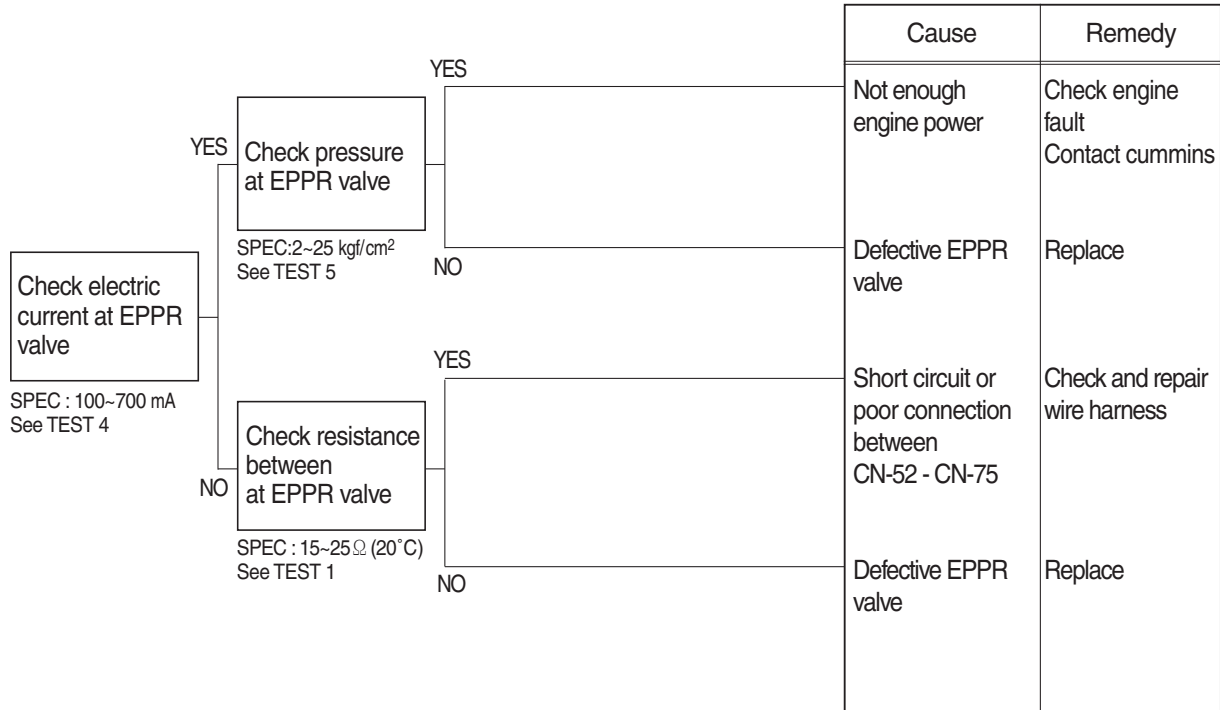 Cause
Remedy
YES
Not enough
engine power
Check engine
fault
Contact cummins
YES
Check pressure
at EPPR valve
SPEC:2~25 kgf/cm²
See TEST 5
NO
Defective EPPR
valve
Replace
Check electric
current at EPPR
valve
SPEC : 100~700 mA
See TEST 4
YES
Short circuit or
poor connection
between
CN-52 - CN-75
Check and repair
wire harness
NO
Check resistance
between
at EPPR valve
SPEC : 15~25Ω (20˚C)
See TEST 1
NO
Defective EPPR
valve
Replace